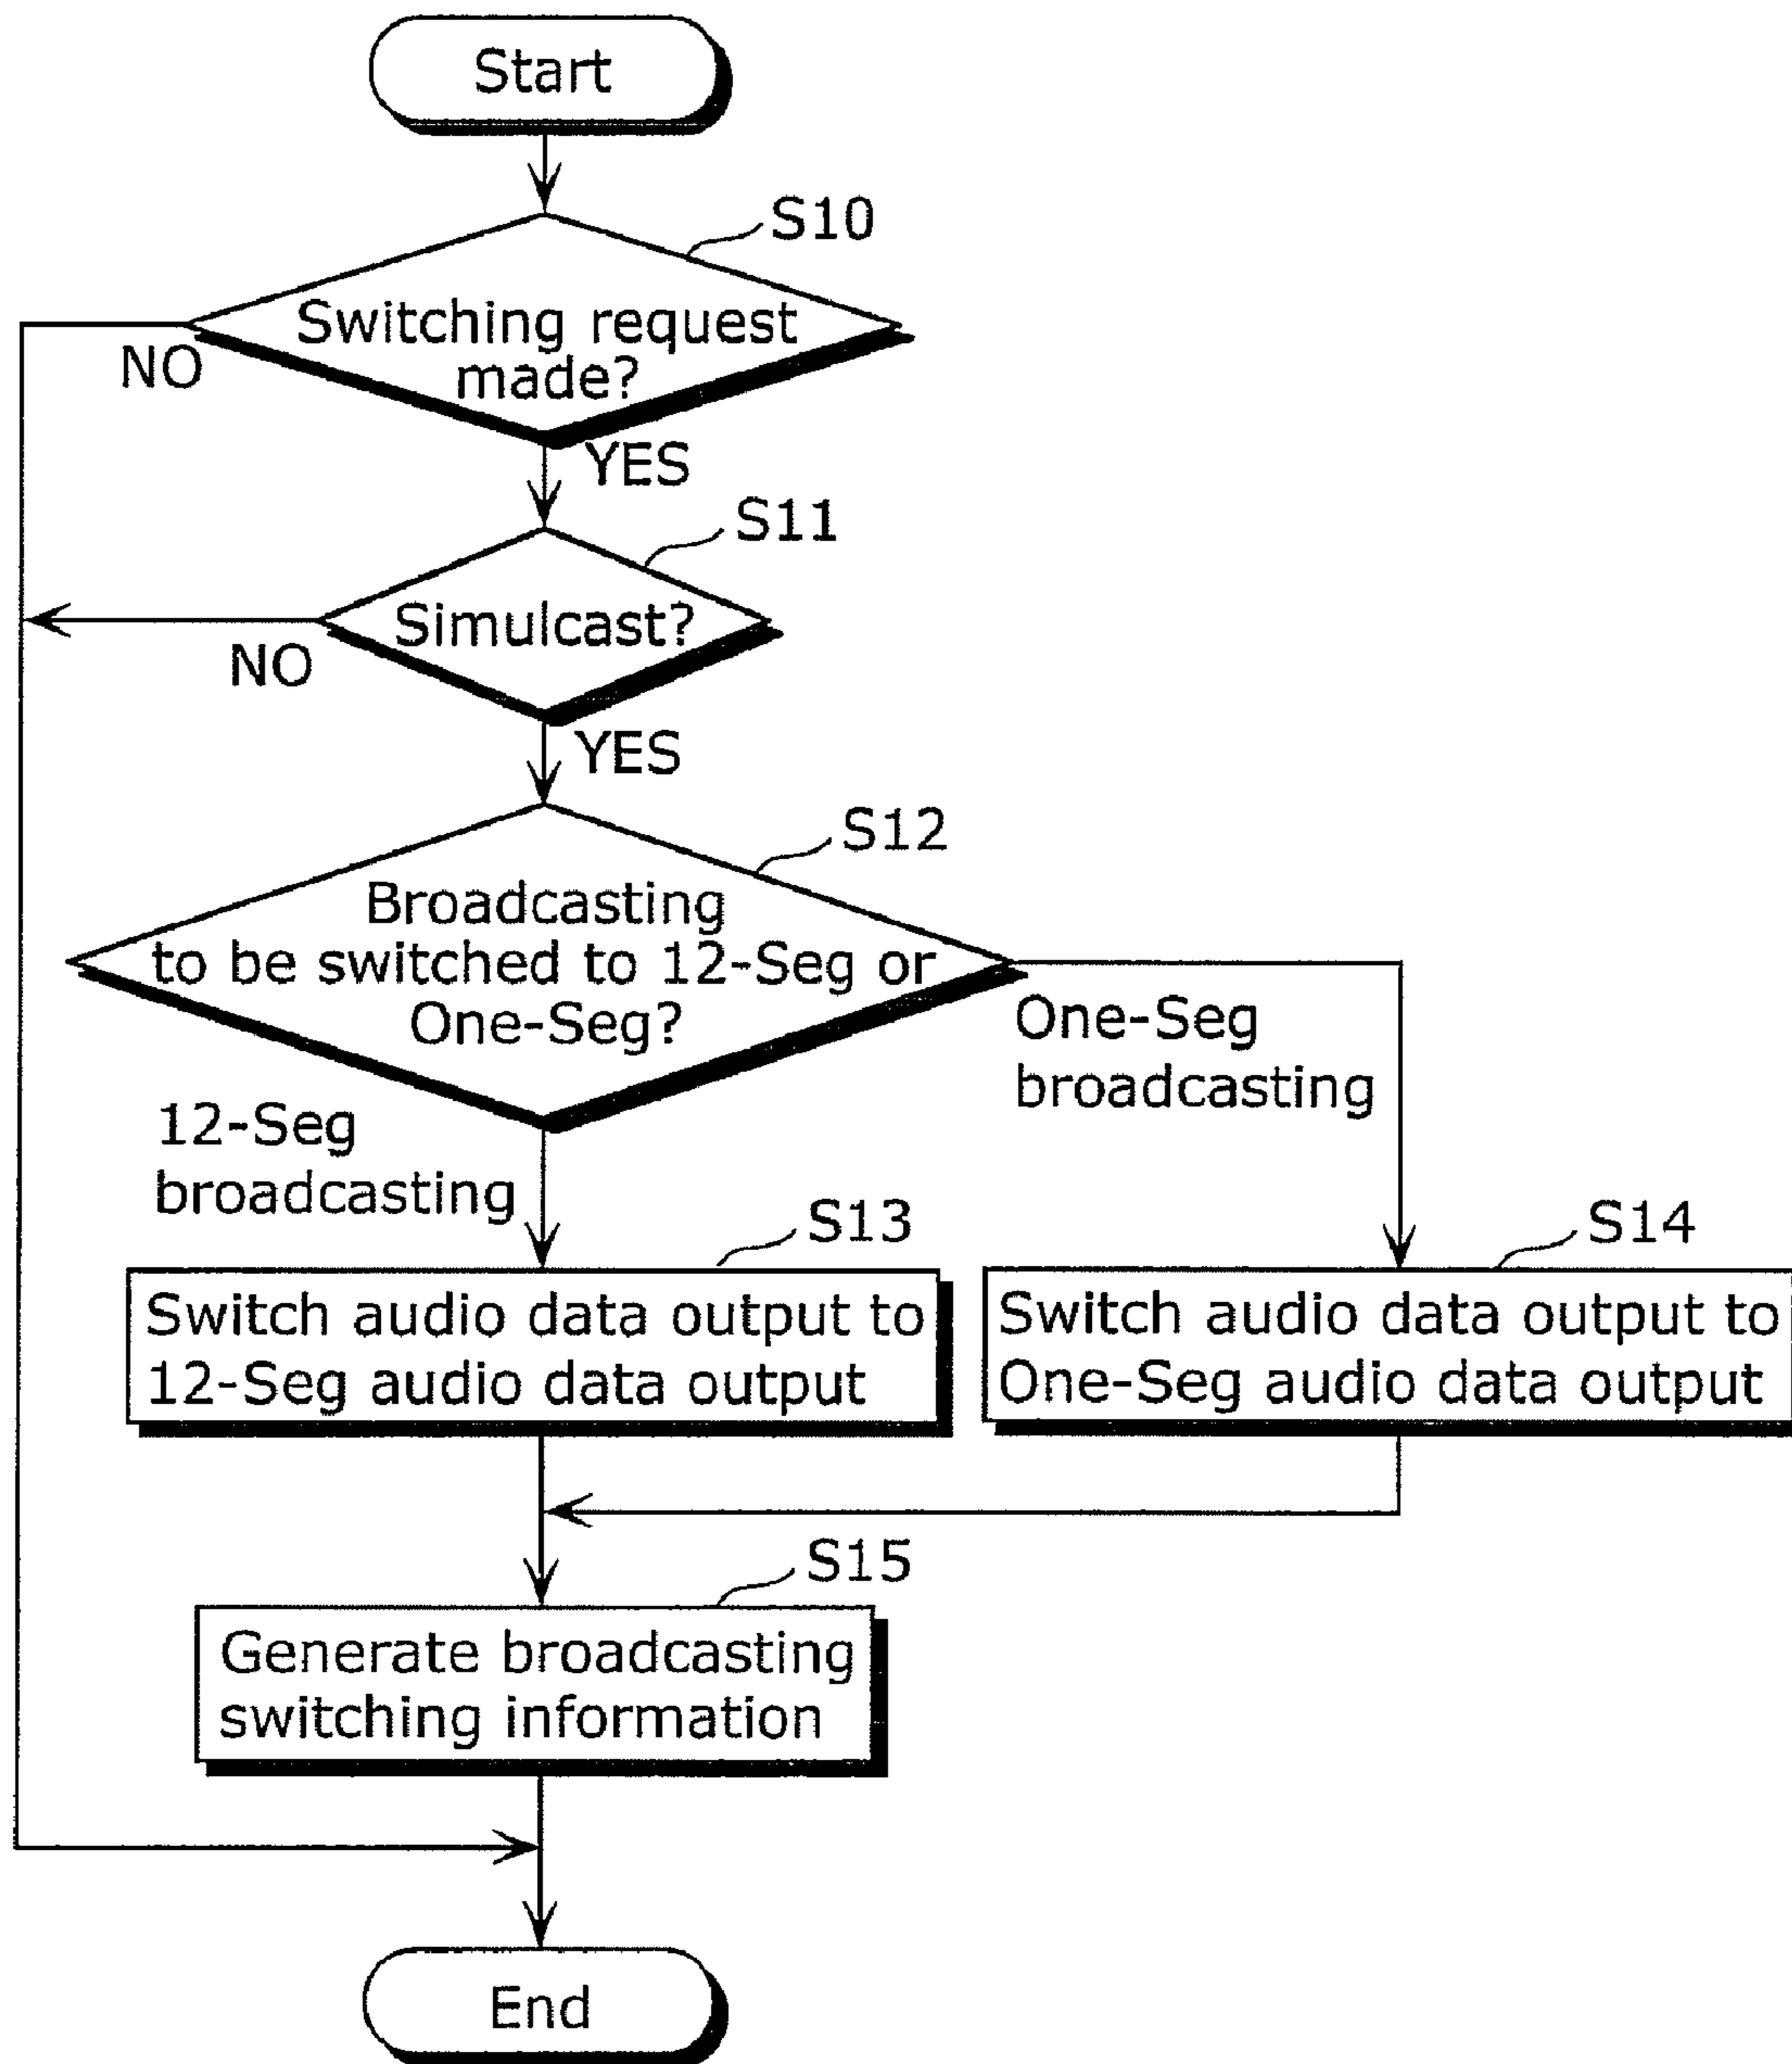 Start
S10
Switching request
made?
NO
YES
S11
Simulcast?
NO
YES
S12
Broadcasting
to be switched to 12-Seg or
One-Seg?
One-Seg
broadcasting
12-Seg
broadcasting
S13
S14
Switch audio data output to
12-Seg audio data output
Switch audio data output to
One-Seg audio data output
S15
Generate broadcasting
switching information
End